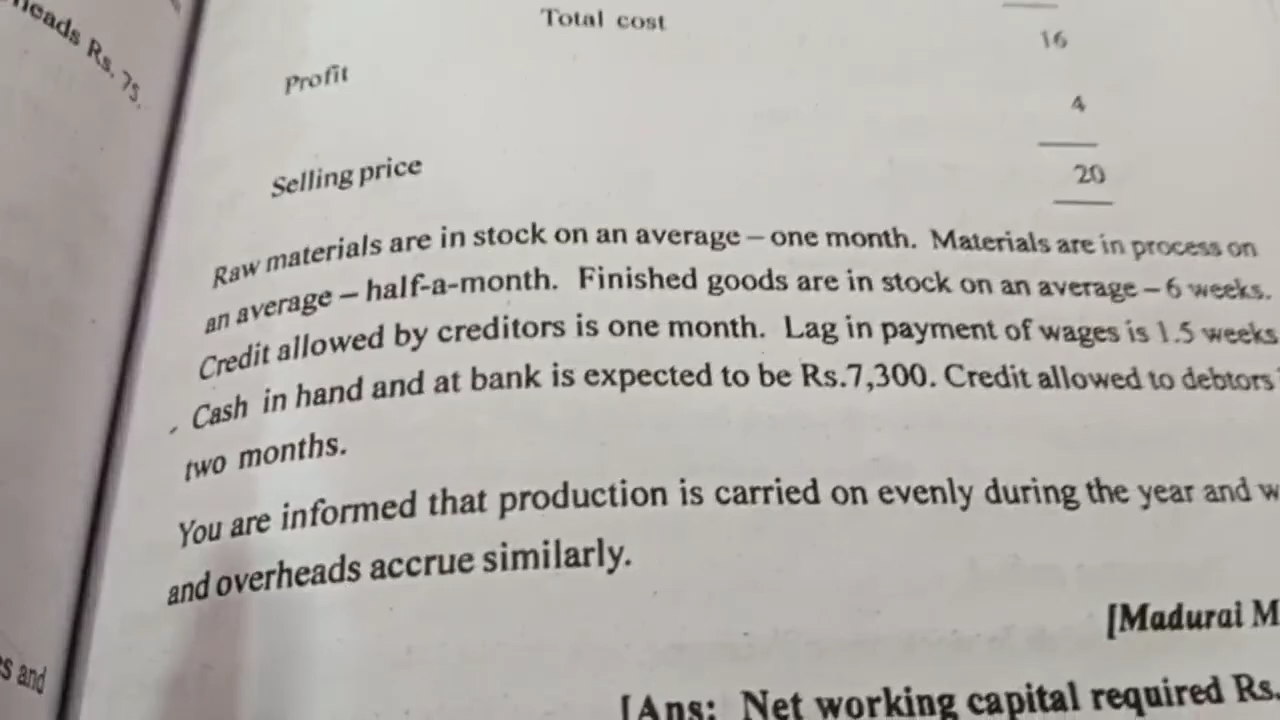 heads Rs. 75.
Total cost
16
Profit
4
Selling price
20
Raw materials are in stock on an average – one month. Materials are in process on
an average – half-a-month. Finished goods are in stock on an average – 6 weeks.
Credit allowed by creditors is one month. Lag in payment of wages is 1.5 weeks
Cash in hand and at bank is expected to be Rs.7,300. Credit allowed to debtors
two months.
You are informed that production is carried on evenly during the year and
and overheads accrue similarly.
[Madurai M
and
[Ans: Net working capital required Rs.